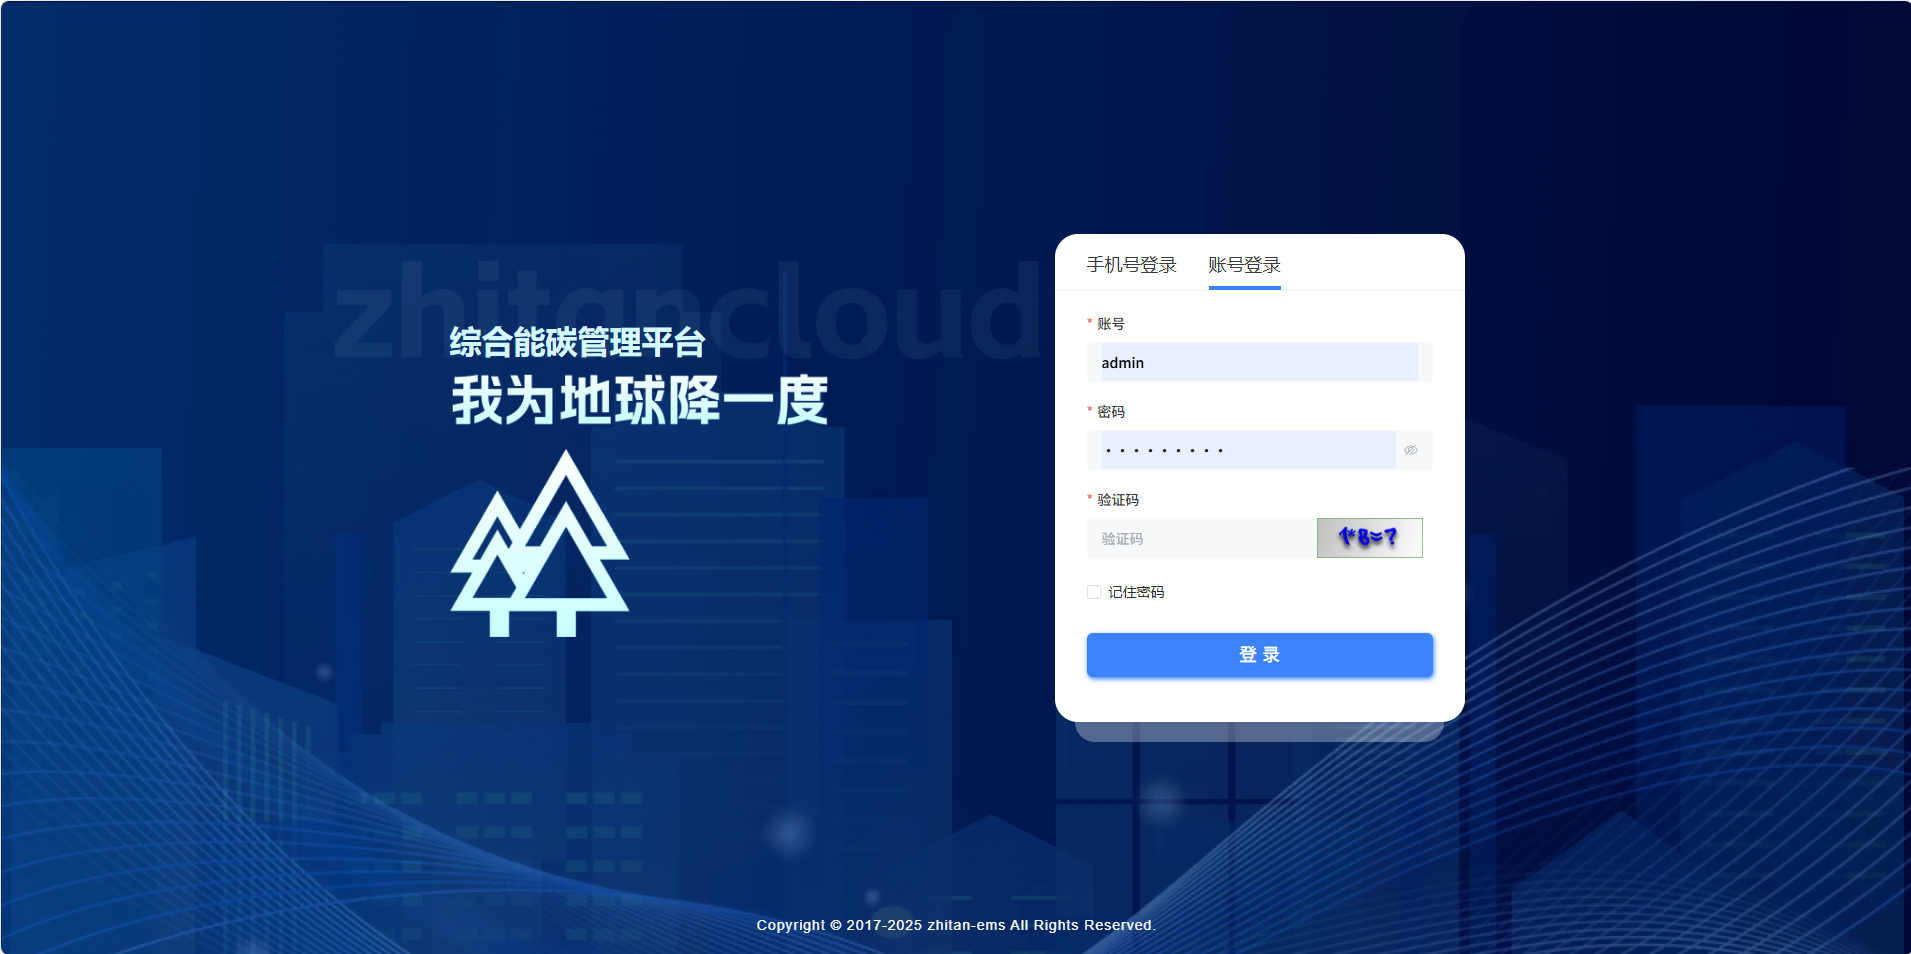 zhitancloud
综合能碳管理平台
我为地球降一度
手机号登录 账号登录
* 账号
admin
* 密码
•••••••••
* 验证码
验证码 1*8=?
记住密码
登 录
Copyright © 2017-2025 zhitan-ems All Rights Reserved.